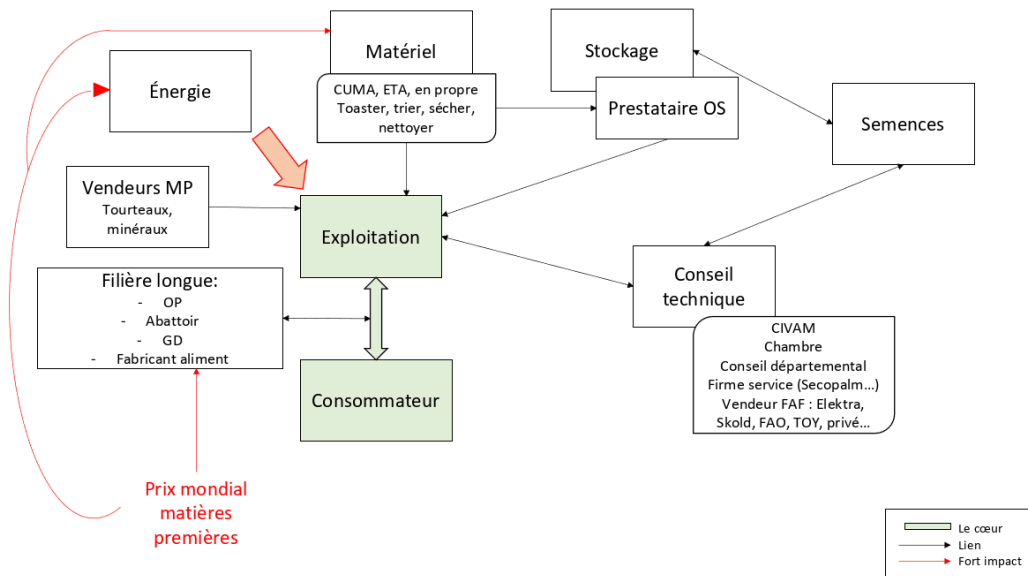 Matériel
CUMA, ETA, en propre
Toaster, trier, sécher,
nettoyer
Stockage
Prestataire OS
Semences
Énergie
Vendeurs MP
Tourteaux,
minéraux
Exploitation
Filière longue:
- OP
- Abattoir
- GD
- Fabricant aliment
Conseil
technique
CIVAM
Chambre
Conseil départemental
Firme service (Secopalm...)
Vendeur FAF : Elektra,
Skold, FAO, TOY, privé...
Consommateur
Prix mondial
matières
premières
Le cœur
Lien
Fort impact